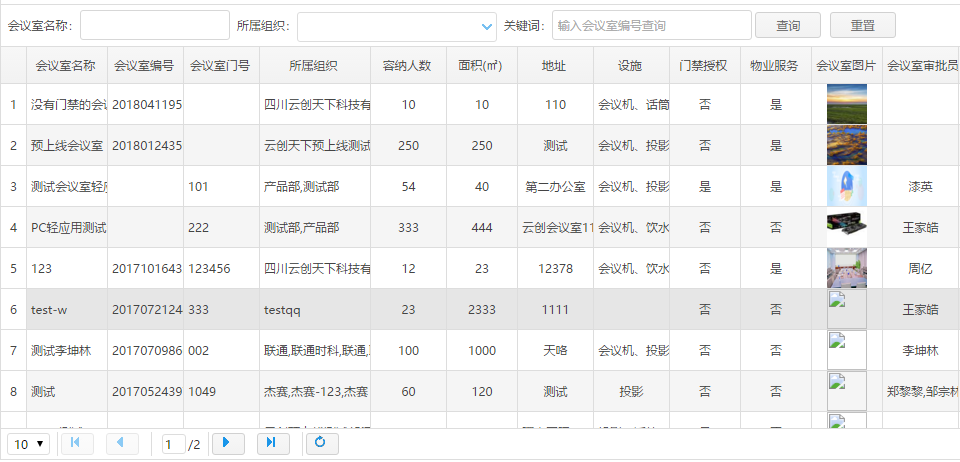 会议室名称： 所属组织： 关键词： 输入会议室编号查询 查询 重置
会议室名称 会议室编号 会议室门号 所属组织 容纳人数 面积(㎡) 地址 设施 门禁授权 物业服务 会议室图片 会议室审批员
1 没有门禁的会议 2018041195 四川云创天下科技有 10 10 110 会议机、话筒 否 是
2 预上线会议室 2018012435 云创天下预上线测试 250 250 测试 会议机、投影 否 是
3 测试会议室轻应 101 产品部,测试部 54 40 第二办公室 会议机、投影 是 是 漆英
4 PC轻应用测试 222 测试部,产品部 333 444 云创会议室11 会议机、饮水 否 否 王家皓
5 123 2017101643 123456 四川云创天下科技有 12 23 12378 会议机、饮水 否 是 周亿
6 test-w 2017072124 333 testqq 23 2333 1111 否 否 王家皓
7 测试李坤林 2017070986 002 联通,联通时科,联通, 100 1000 天咯 会议机、投影 否 否 李坤林
8 测试 2017052439 1049 杰赛,杰赛-123,杰赛 60 120 测试 投影 否 否 郑黎黎,邹宗林
10 1 /2